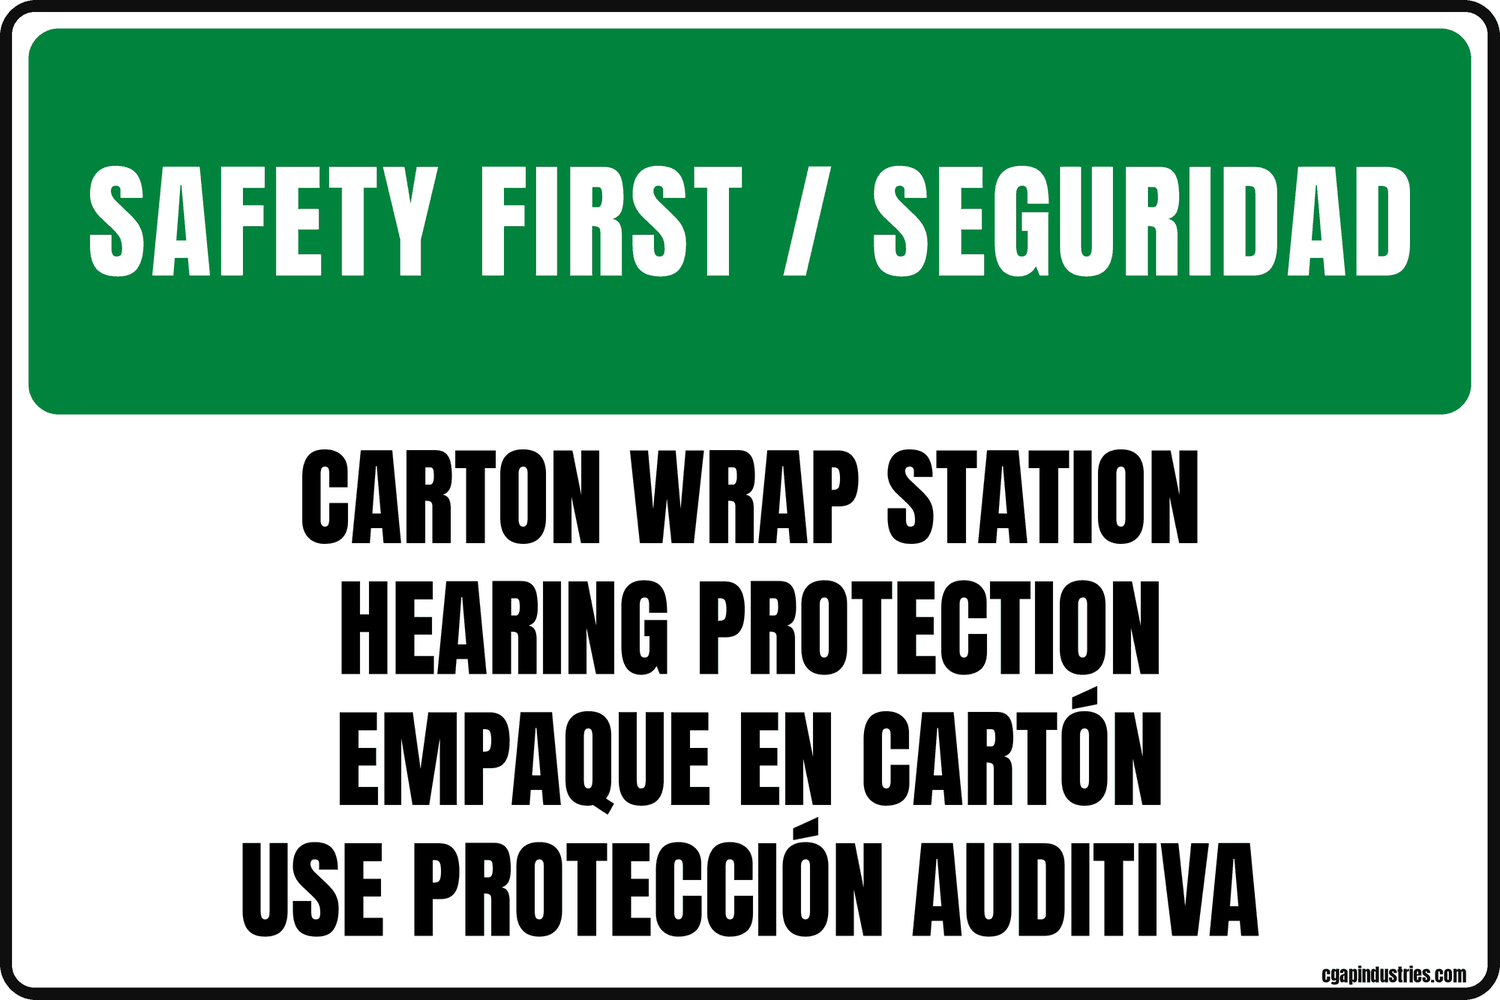 SAFETY FIRST / SEGURIDAD
CARTON WRAP STATION
HEARING PROTECTION
EMPAQUE EN CARTÓN
USE PROTECCIÓN AUDITIVA
cgapindustries.com